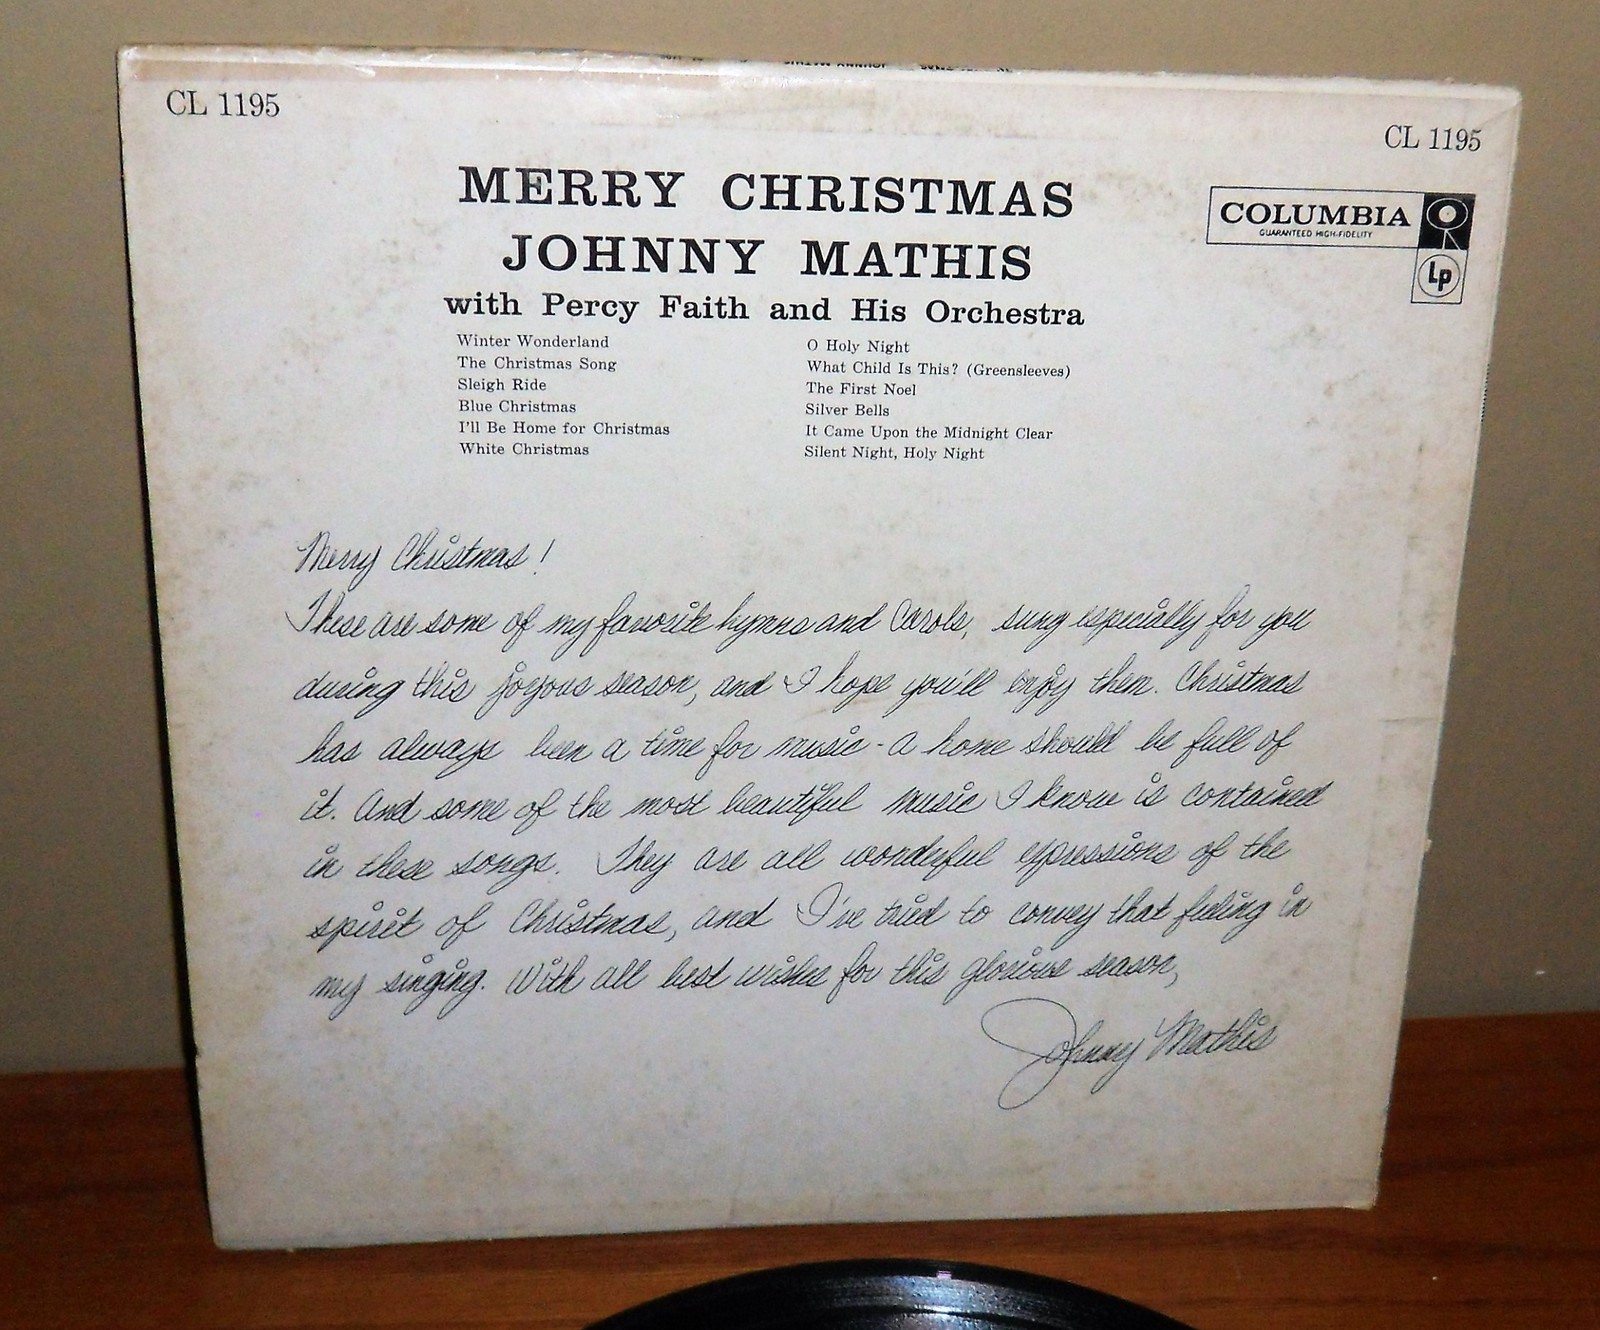 CL 1195
CL 1195
MERRY CHRISTMAS
JOHNNY MATHIS
with Percy Faith and His Orchestra
COLUMBIA
GUARANTEED HIGH-FIDELITY
Lp
Winter Wonderland
The Christmas Song
Sleigh Ride
Blue Christmas
I'll Be Home for Christmas
White Christmas
O Holy Night
What Child Is This? (Greensleeves)
The First Noel
Silver Bells
It Came Upon the Midnight Clear
Silent Night, Holy Night
Merry Christmas!
These are some of my favorite hymns and Carols, sung especially for you
during this joyous season, and I hope you'll enjoy them. Christmas
has always been a time for music - a home should be full of
it. And some of the most beautiful music I know is contained
in these songs. They are all wonderful expressions of the
spirit of Christmas, and I've tried to convey that feeling in
my singing. With all best wishes for this glorious season,
Johnny Mathis